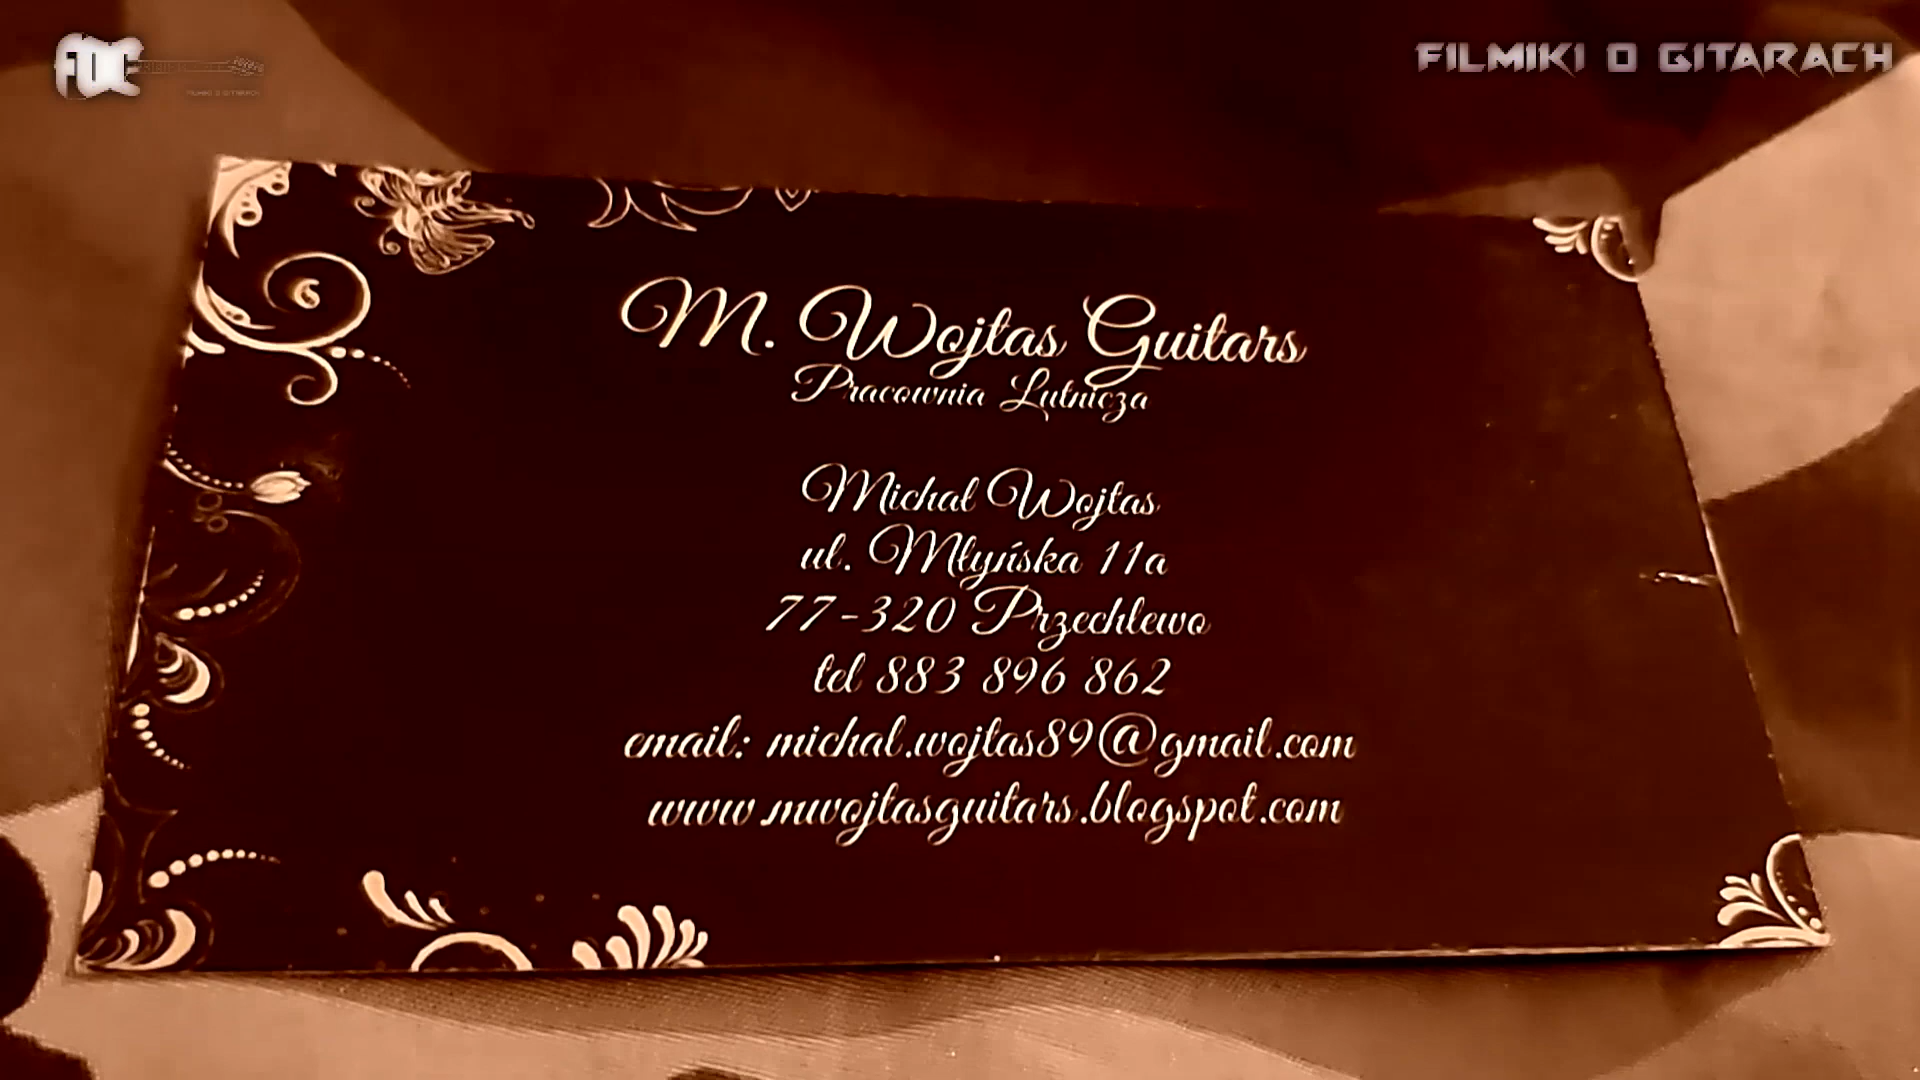 FILMIKI O GITARACH
M. Wojtas Guitars
Pracownia Lutnicza
Michał Wojtas
ul. Młyńska 11a
77-320 Przechlewo
tel 883 896 862
email: michal.wojtas89@gmail.com
www.mwojtasguitars.blogspot.com